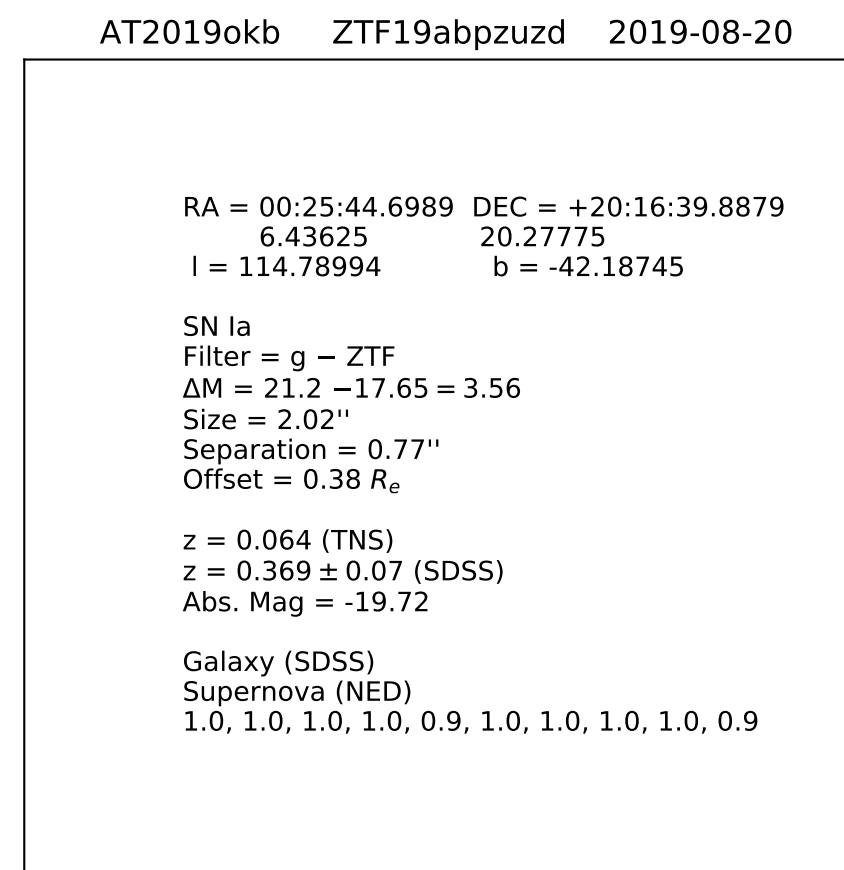 AT2019okb ZTF19abpzuzd 2019-08-20
RA = 00:25:44.6989 DEC = +20:16:39.8879
6.43625 20.27775
l = 114.78994 b = -42.18745
SN Ia
Filter = g − ZTF
ΔM = 21.2 −17.65 = 3.56
Size = 2.02''
Separation = 0.77''
Offset = 0.38 Rₑ
z = 0.064 (TNS)
z = 0.369 ± 0.07 (SDSS)
Abs. Mag = -19.72
Galaxy (SDSS)
Supernova (NED)
1.0, 1.0, 1.0, 1.0, 0.9, 1.0, 1.0, 1.0, 1.0, 0.9